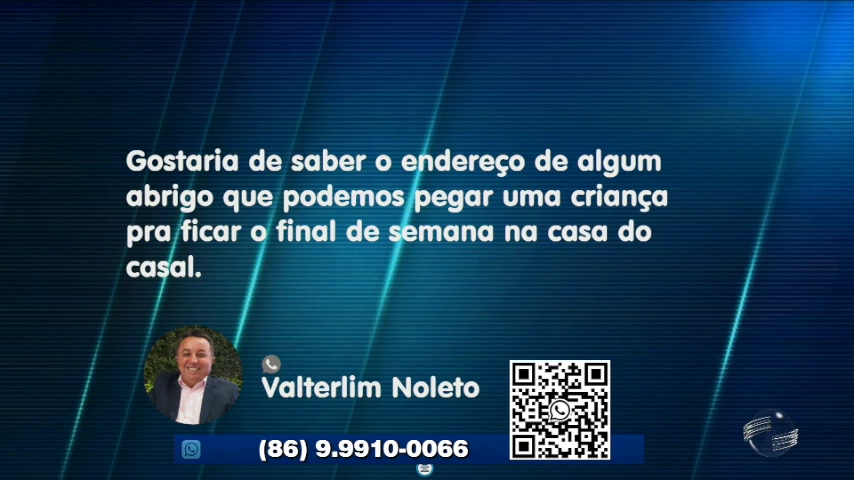 Gostaria de saber o endereço de algum
abrigo que podemos pegar uma criança
pra ficar o final de semana na casa do
casal.
Valterlim Noleto
(86) 9.9910-0066